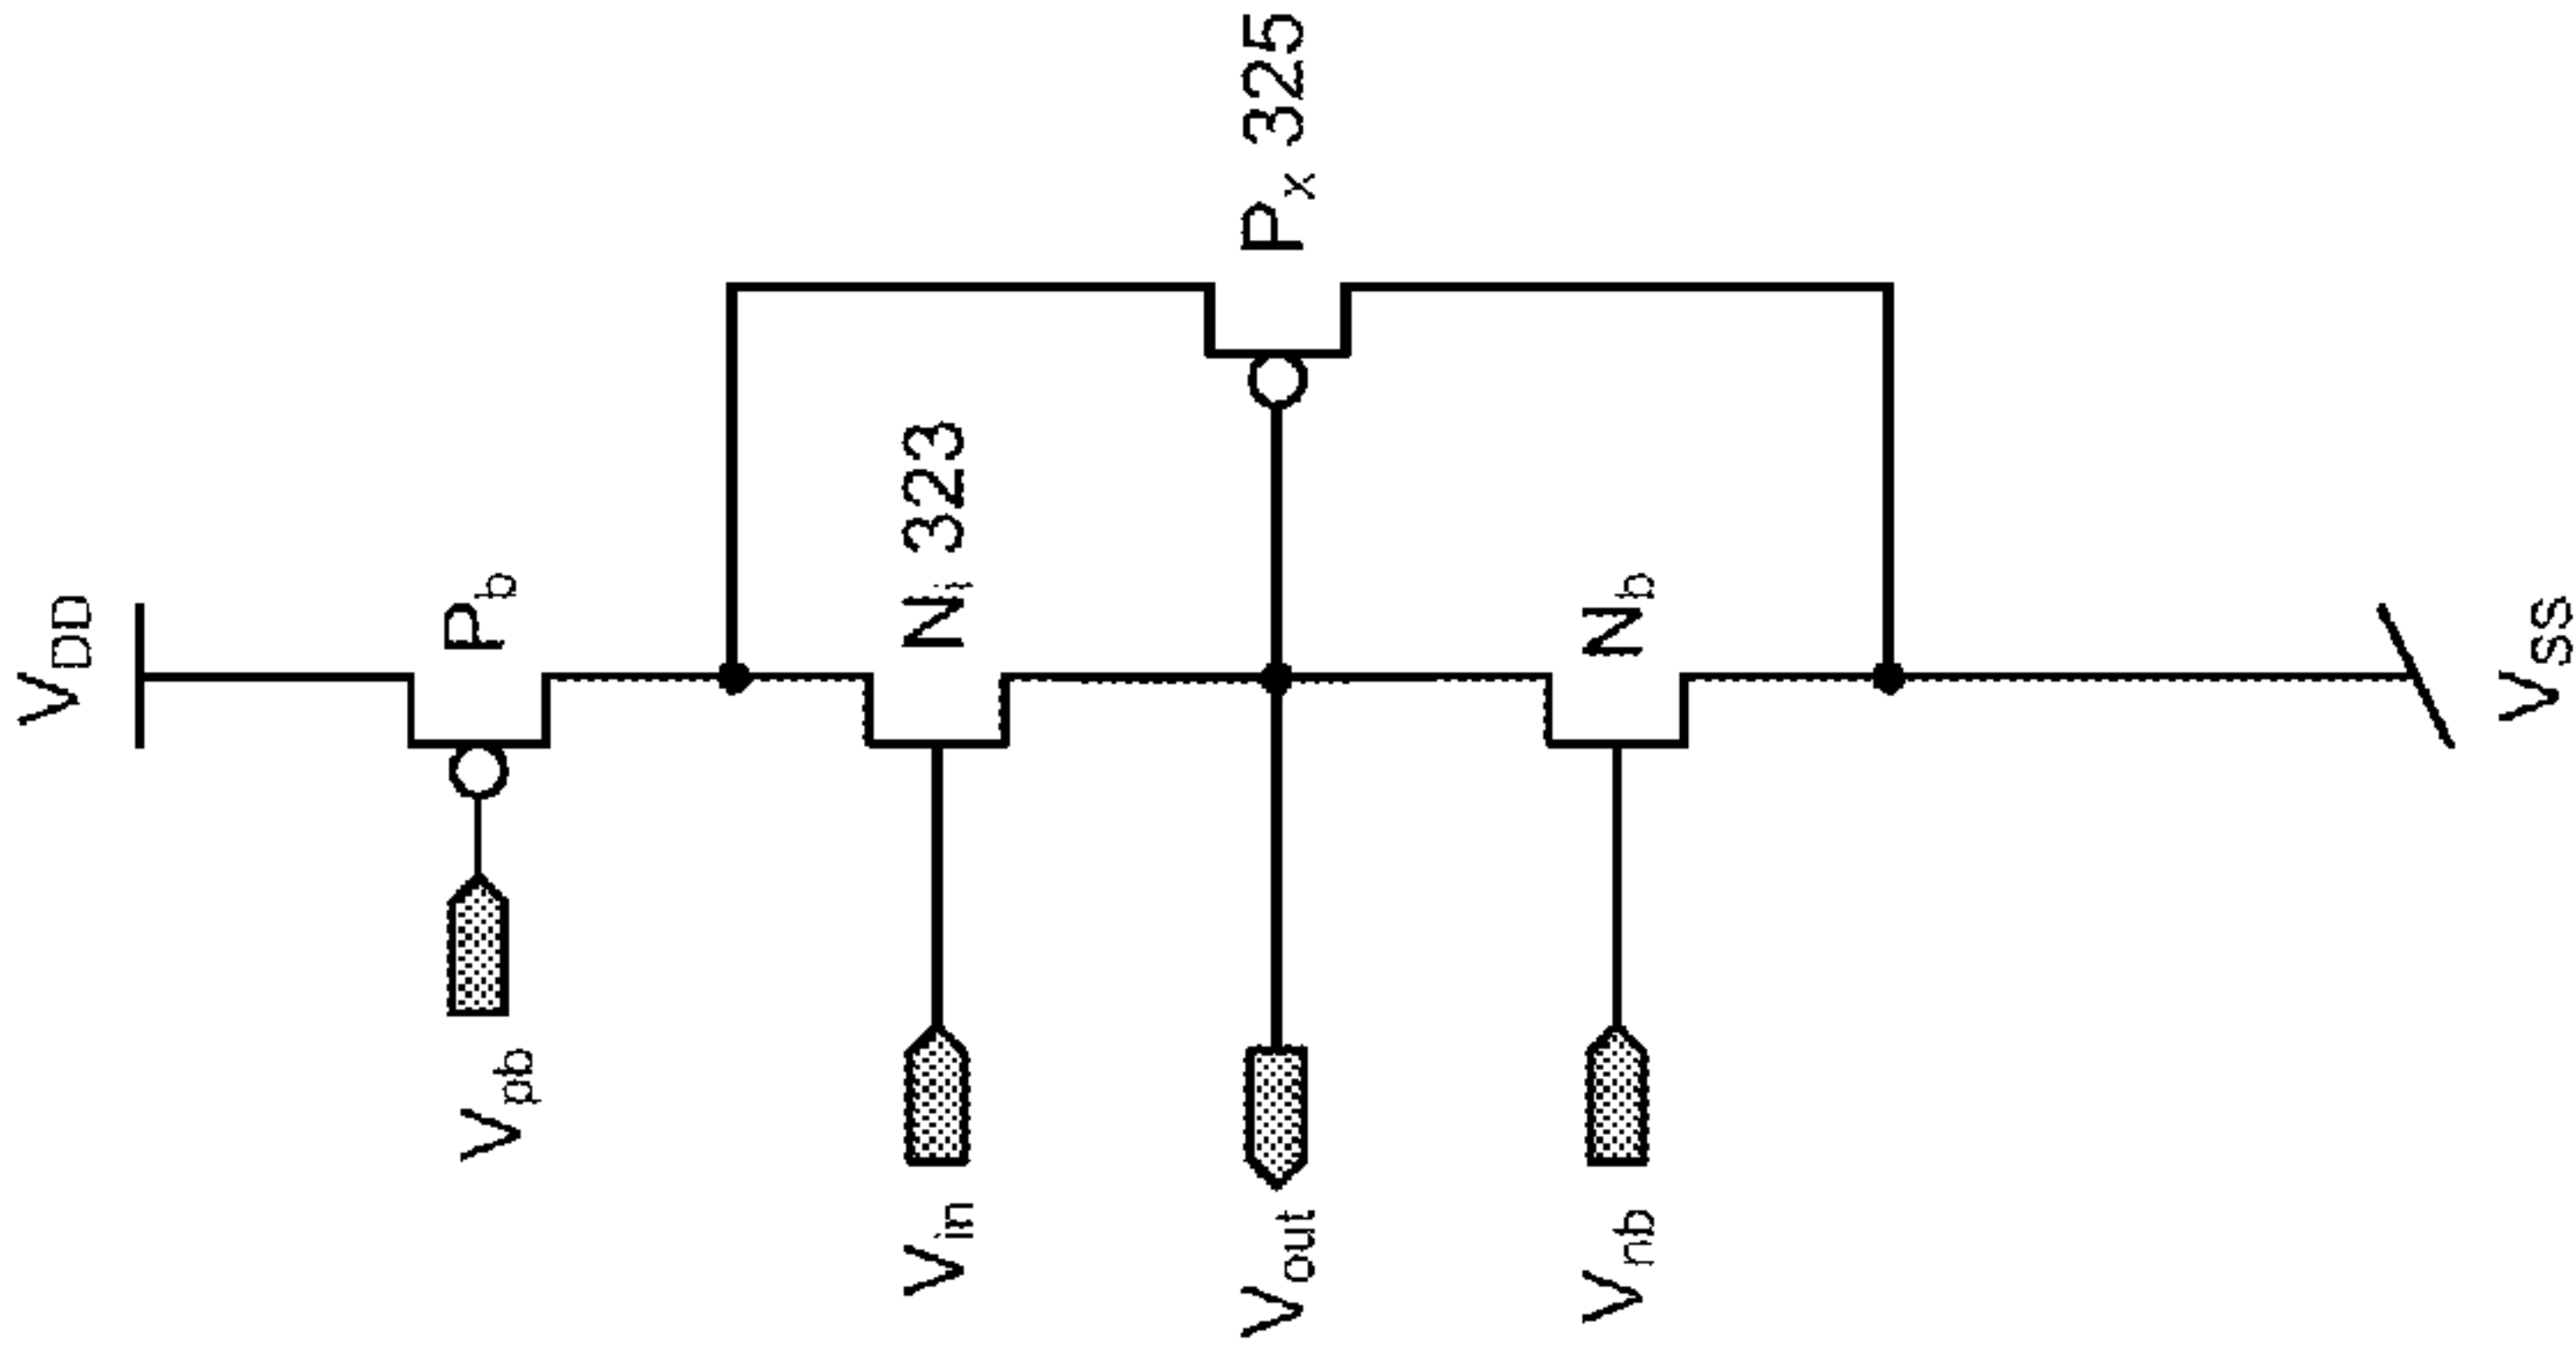 V_DD
V_pb P_b
V_in N_i 323
V_out P_x 325
V_nb N_b
V_SS